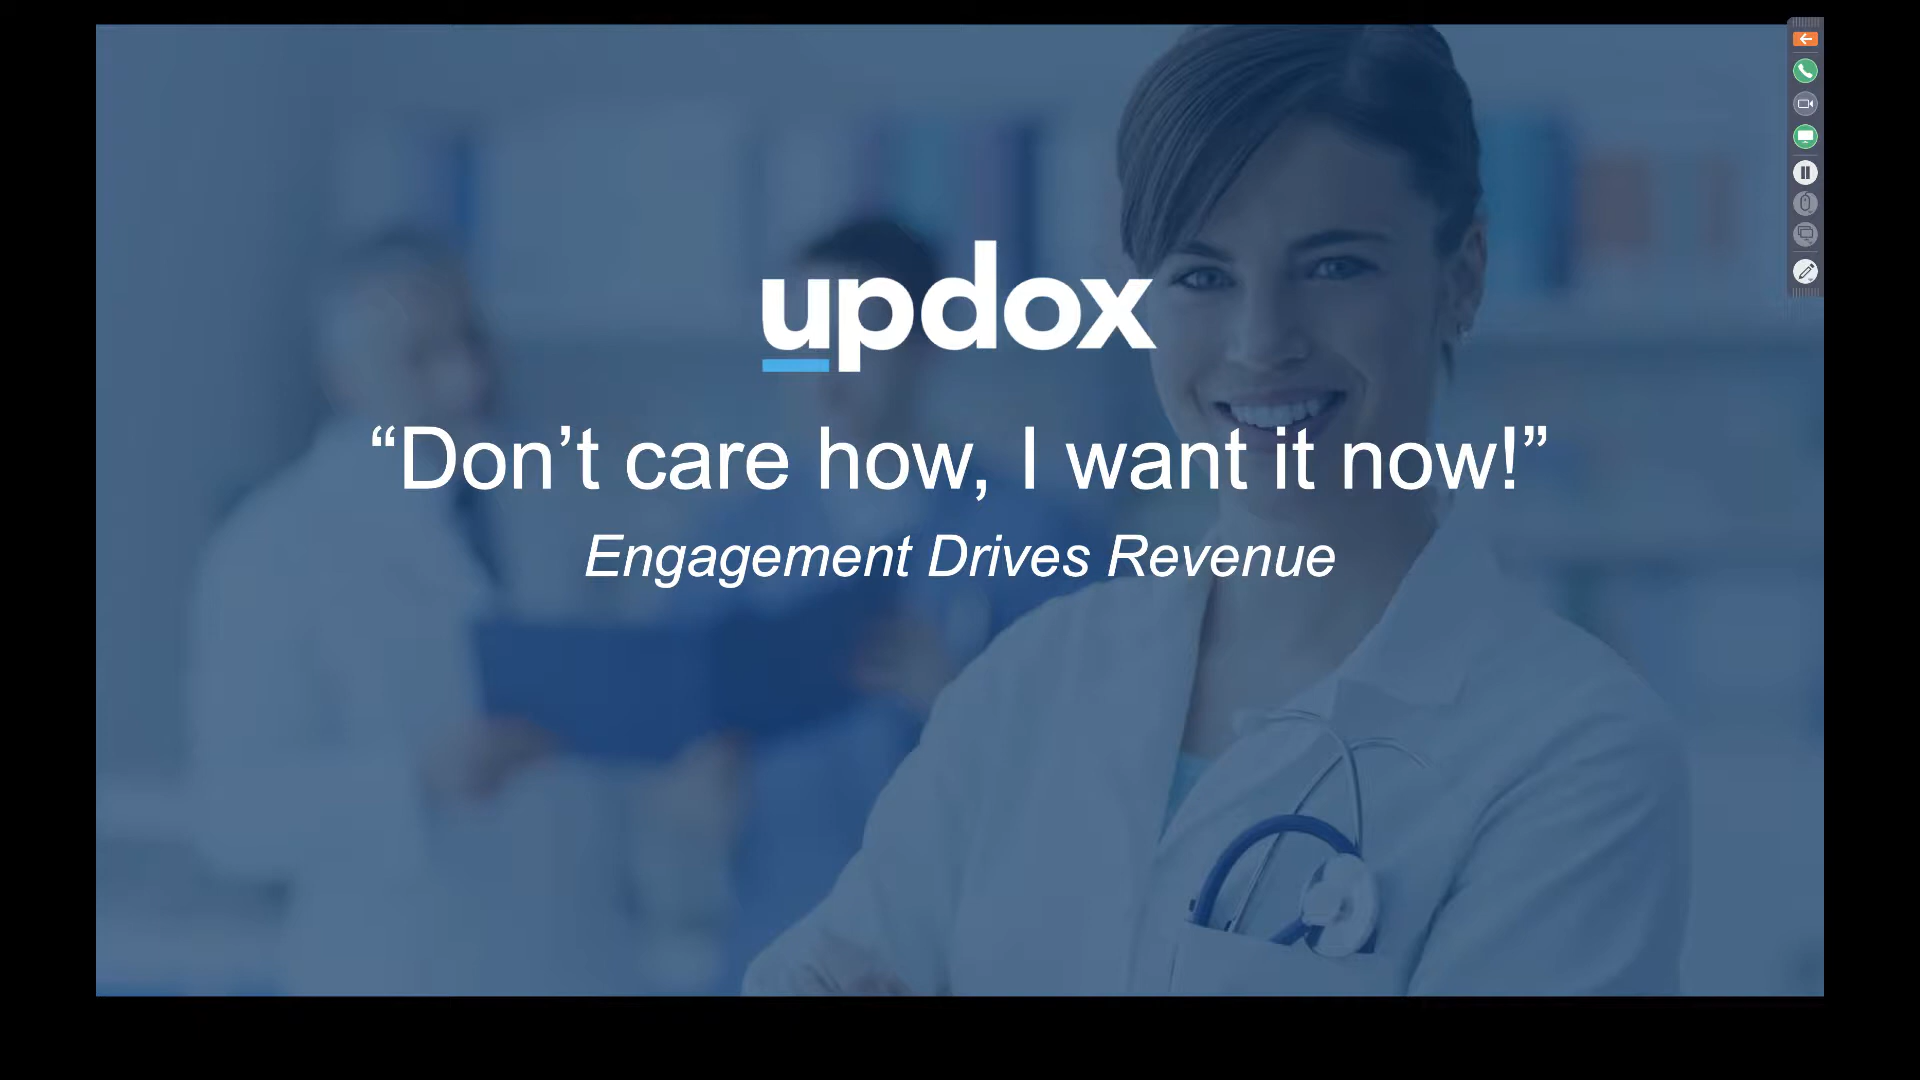 updox
“Don’t care how, I want it now!”
Engagement Drives Revenue